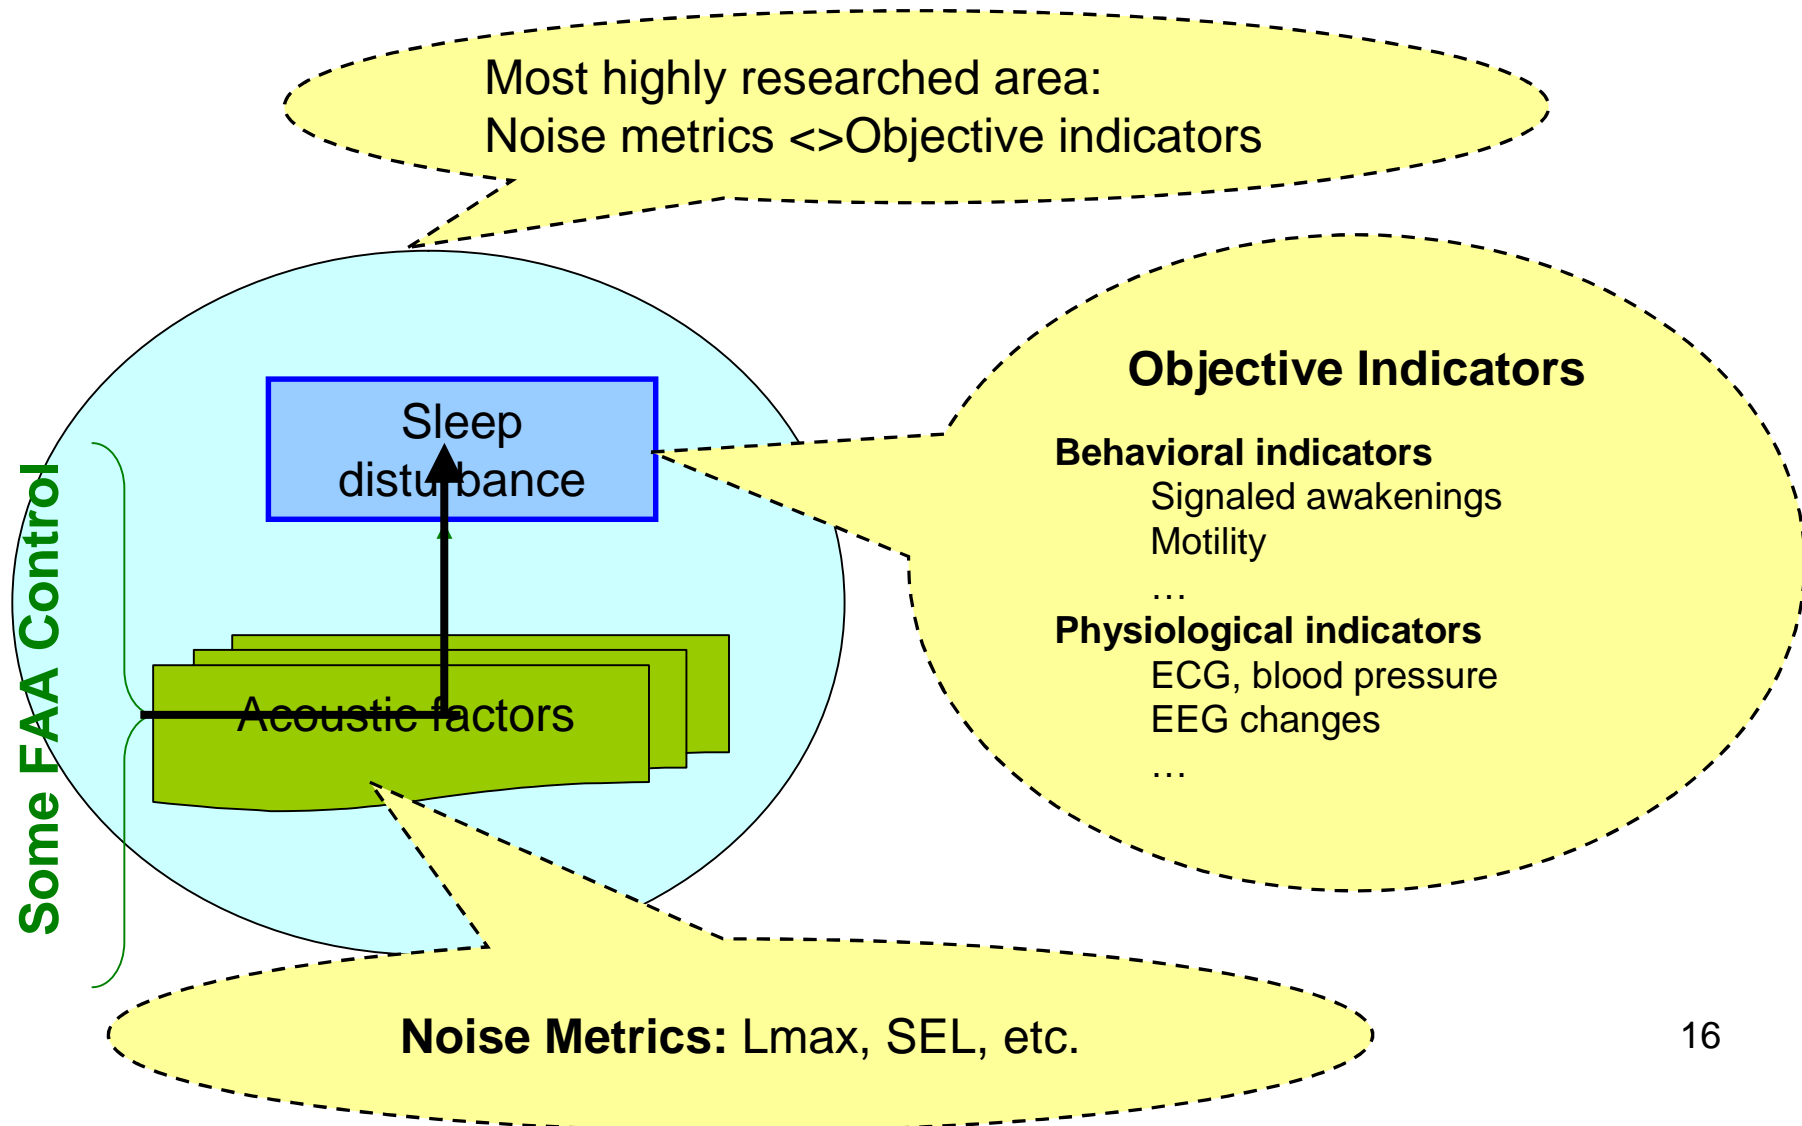 Most highly researched area:
Noise metrics <>Objective indicators
Some FAA Control
Sleep
disturbance
Acoustic factors
Objective Indicators
Behavioral indicators
Signaled awakenings
Motility
…
Physiological indicators
ECG, blood pressure
EEG changes
…
Noise Metrics: Lmax, SEL, etc.
16